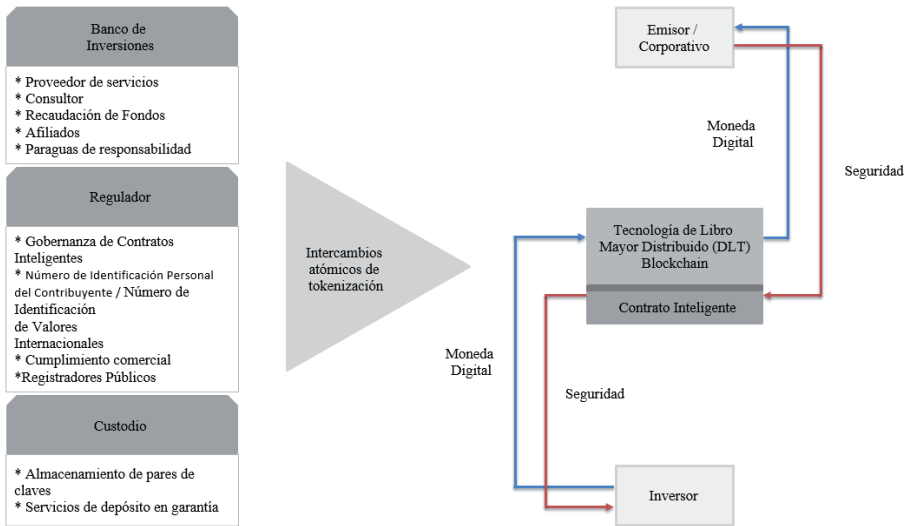 Banco de
Inversiones
* Proveedor de servicios
* Consultor
* Recaudación de Fondos
* Afiliados
* Paraguas de responsabilidad
Regulador
* Gobernanza de Contratos
Inteligentes
* Número de Identificación Personal
del Contribuyente / Número de
Identificación
de Valores
Internacionales
* Cumplimiento comercial
*Registradores Públicos
Custodio
* Almacenamiento de pares de
claves
* Servicios de depósito en garantía
Intercambios
atómicos de
tokenización
Emisor /
Corporativo
Moneda
Digital
Seguridad
Tecnología de Libro
Mayor Distribuido (DLT)
Blockchain
Contrato Inteligente
Moneda
Digital
Seguridad
Inversor